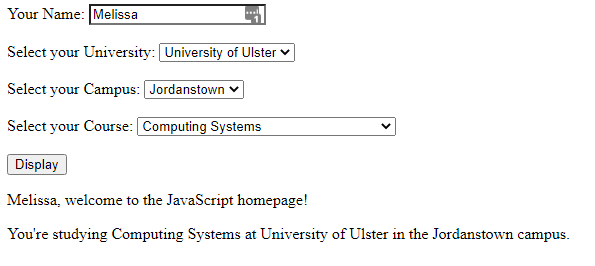 Your Name: Melissa
Select your University: University of Ulster
Select your Campus: Jordanstown
Select your Course: Computing Systems
Display
Melissa, welcome to the JavaScript homepage!
You're studying Computing Systems at University of Ulster in the Jordanstown campus.